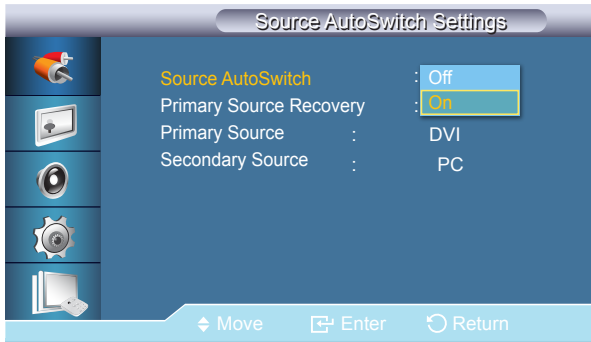 Source AutoSwitch Settings
Source AutoSwitch : Off
Primary Source Recovery : On
Primary Source : DVI
Secondary Source : PC
Move Enter Return